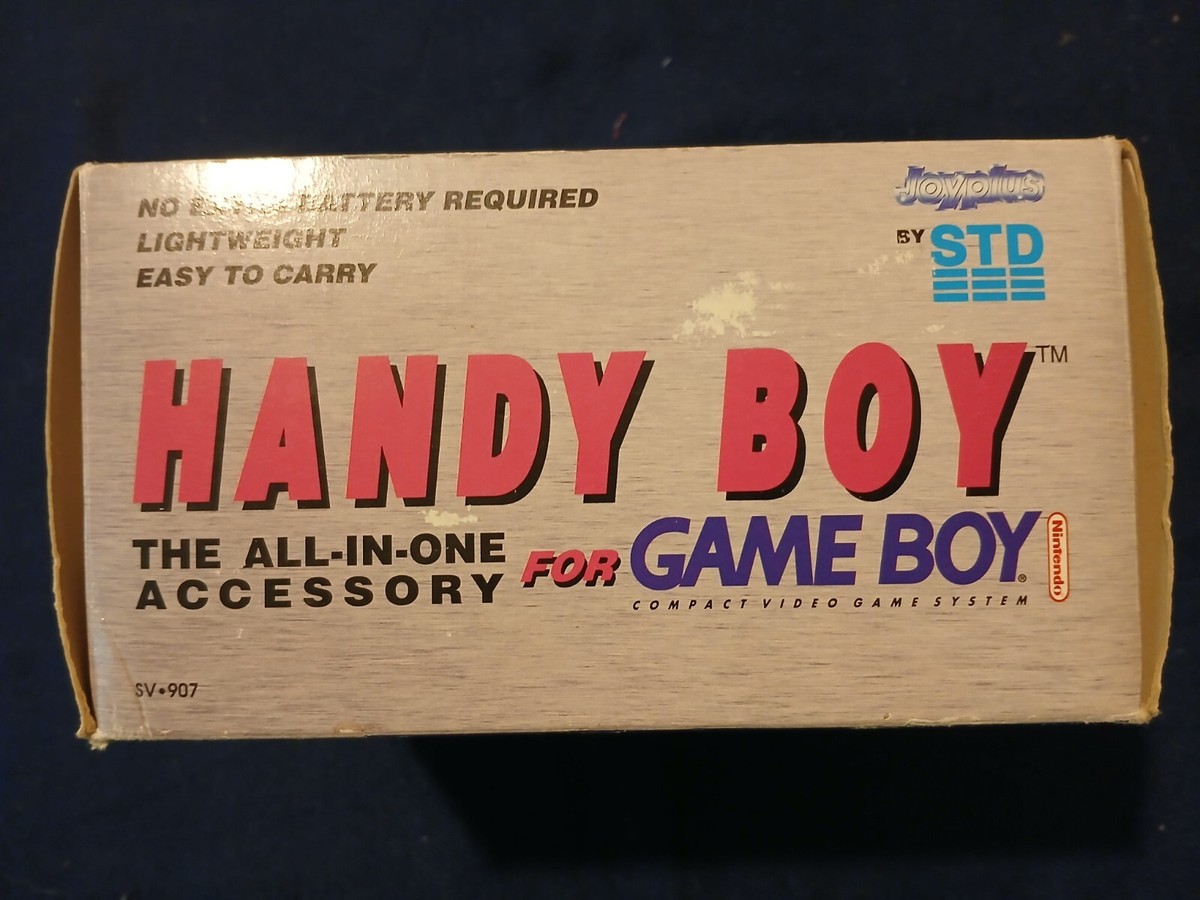 NO EXTRA BATTERY REQUIRED
LIGHTWEIGHT
EASY TO CARRY
Joyplus
BY STD
HANDY BOY™
THE ALL-IN-ONE
ACCESSORY
FOR GAME BOY®
Nintendo
COMPACT VIDEO GAME SYSTEM
SV•907